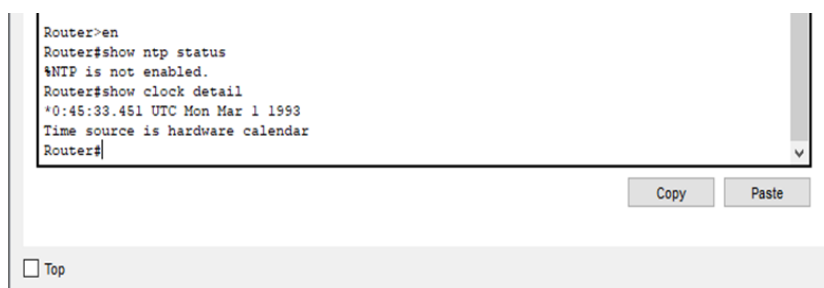 Router>en
Router#show ntp status
%NTP is not enabled.
Router#show clock detail
*0:45:33.451 UTC Mon Mar 1 1993
Time source is hardware calendar
Router#
Copy Paste
Top